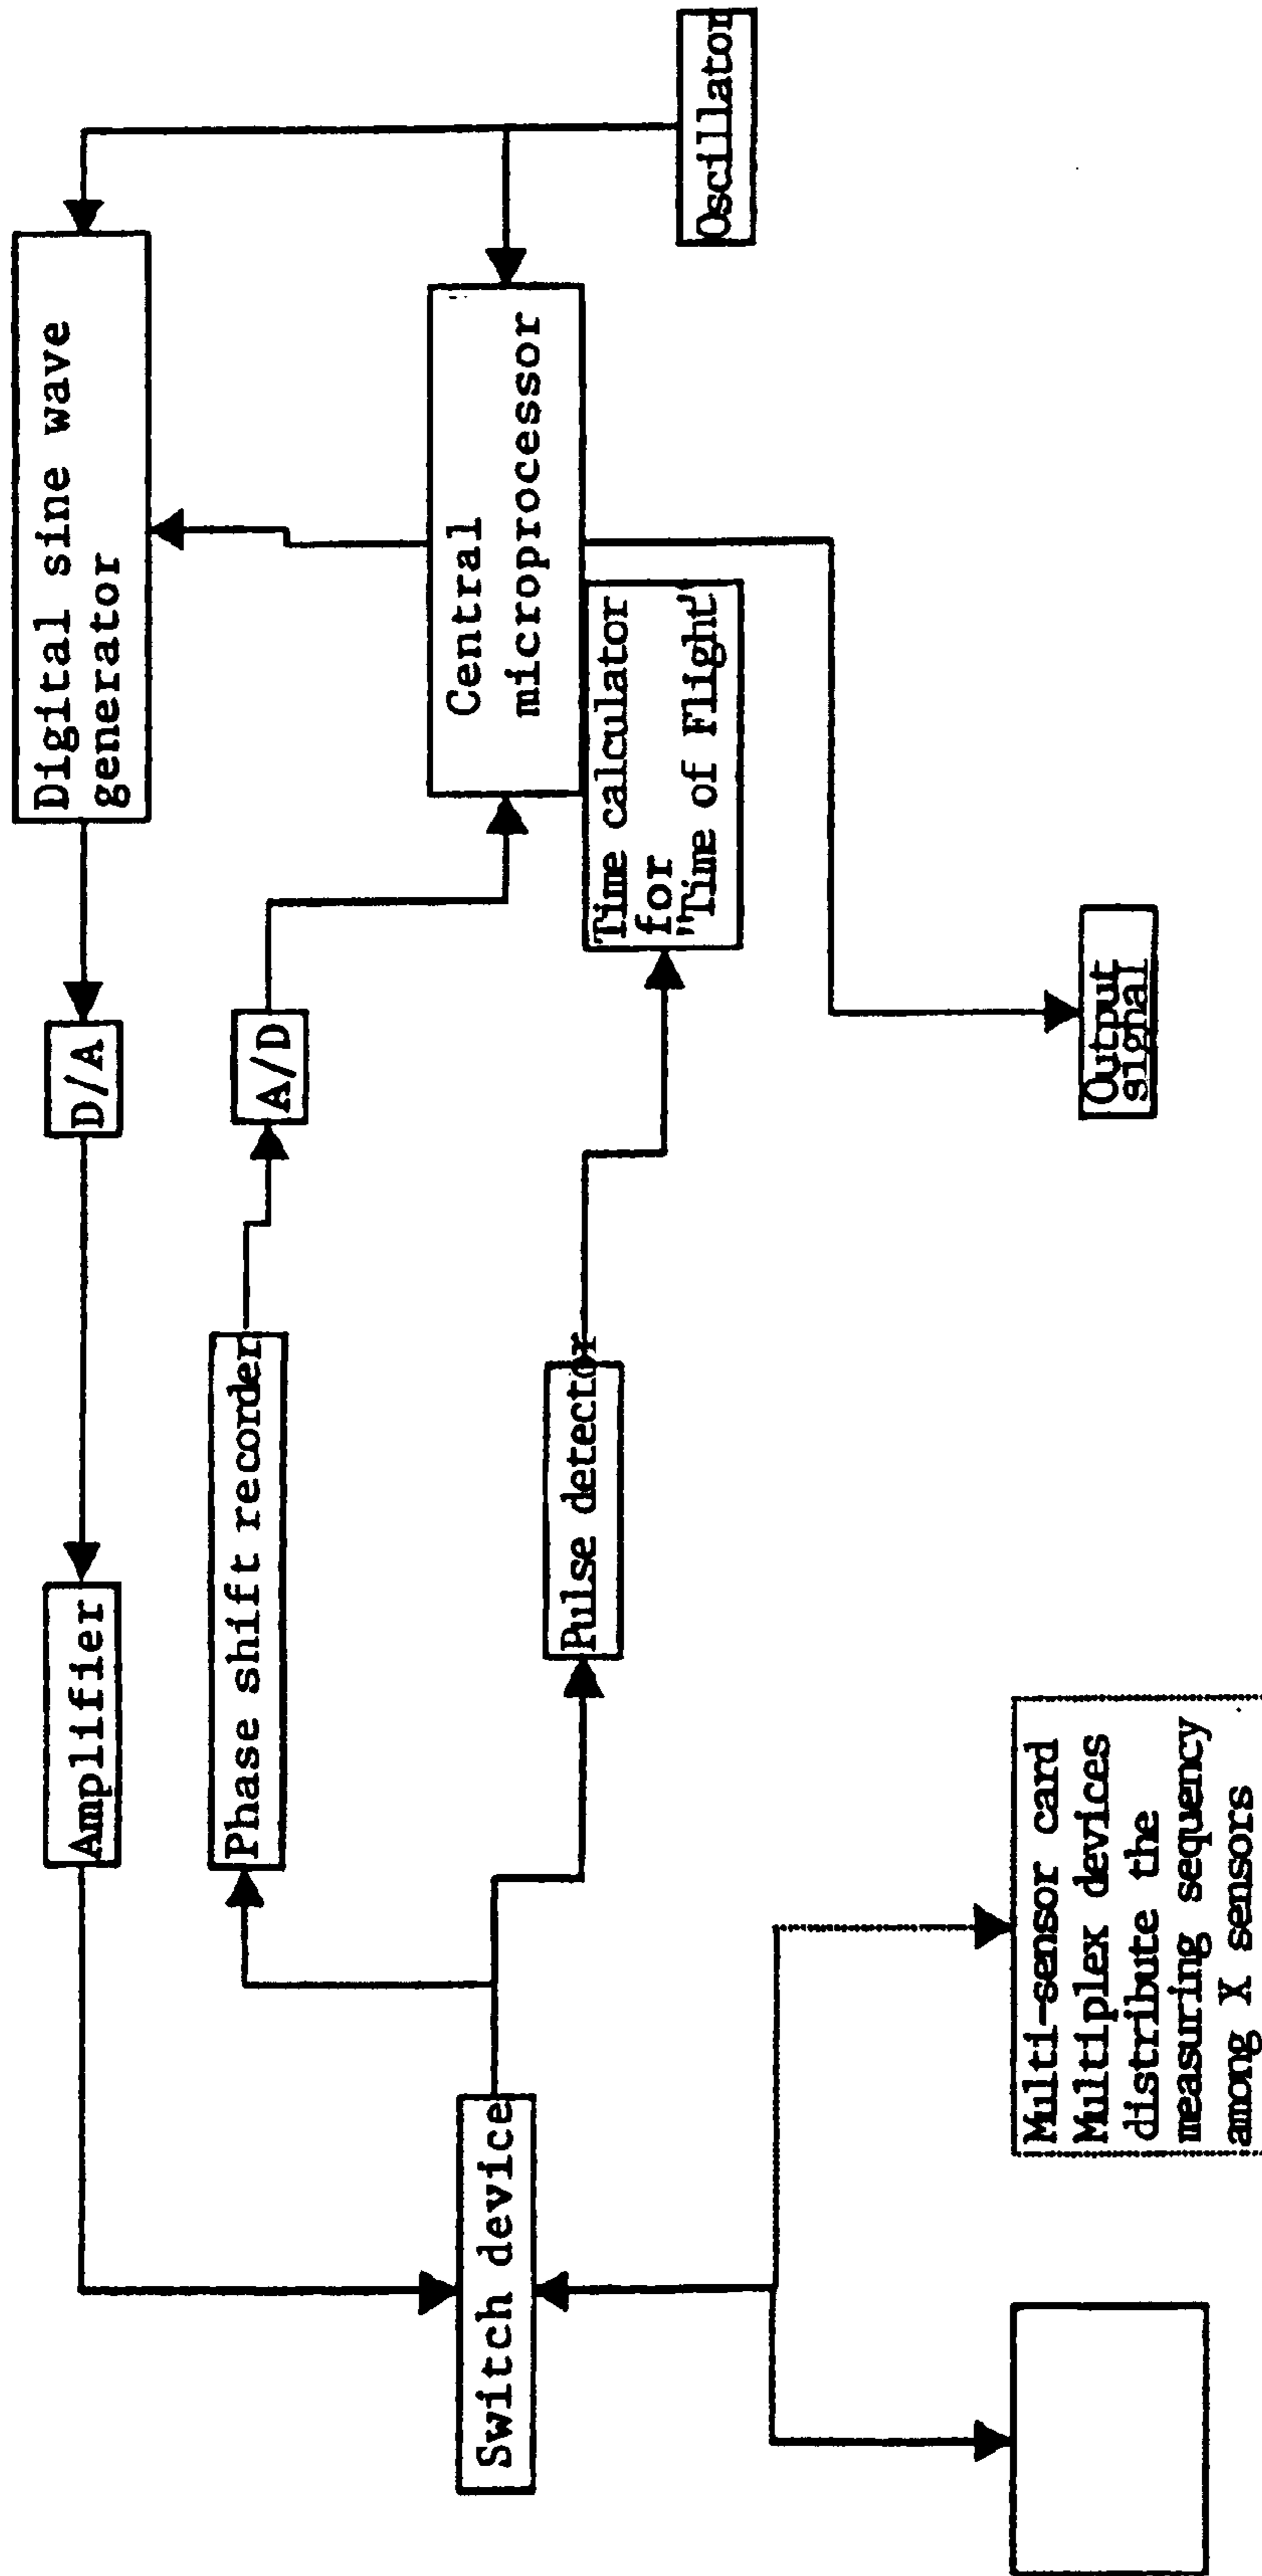 Digital sine wave
generator
D/A
Amplifier
A/D
Phase shift recorder
Central
microprocessor
Time calculator
for
"Time of Flight"
Pulse detector
Switch device
Oscillator
Output
signal
Multi-sensor card
Multiplex devices
distribute the
measuring sequency
among X sensors